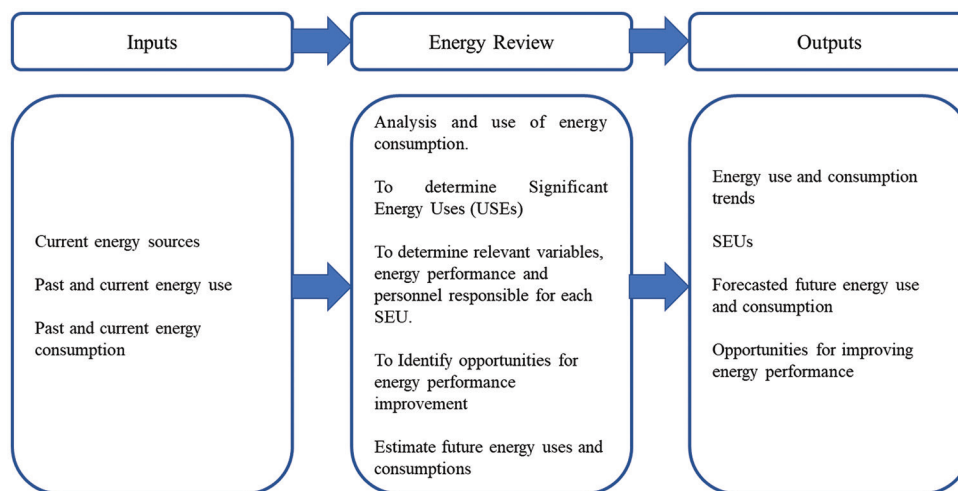 Inputs
Energy Review
Outputs
Current energy sources
Past and current energy use
Past and current energy
consumption
Analysis and use of energy
consumption.
To determine Significant
Energy Uses (USEs)
To determine relevant variables,
energy performance and
personnel responsible for each
SEU.
To Identify opportunities for
energy performance
improvement
Estimate future energy uses and
consumptions
Energy use and consumption
trends
SEUs
Forecasted future energy use
and consumption
Opportunities for improving
energy performance